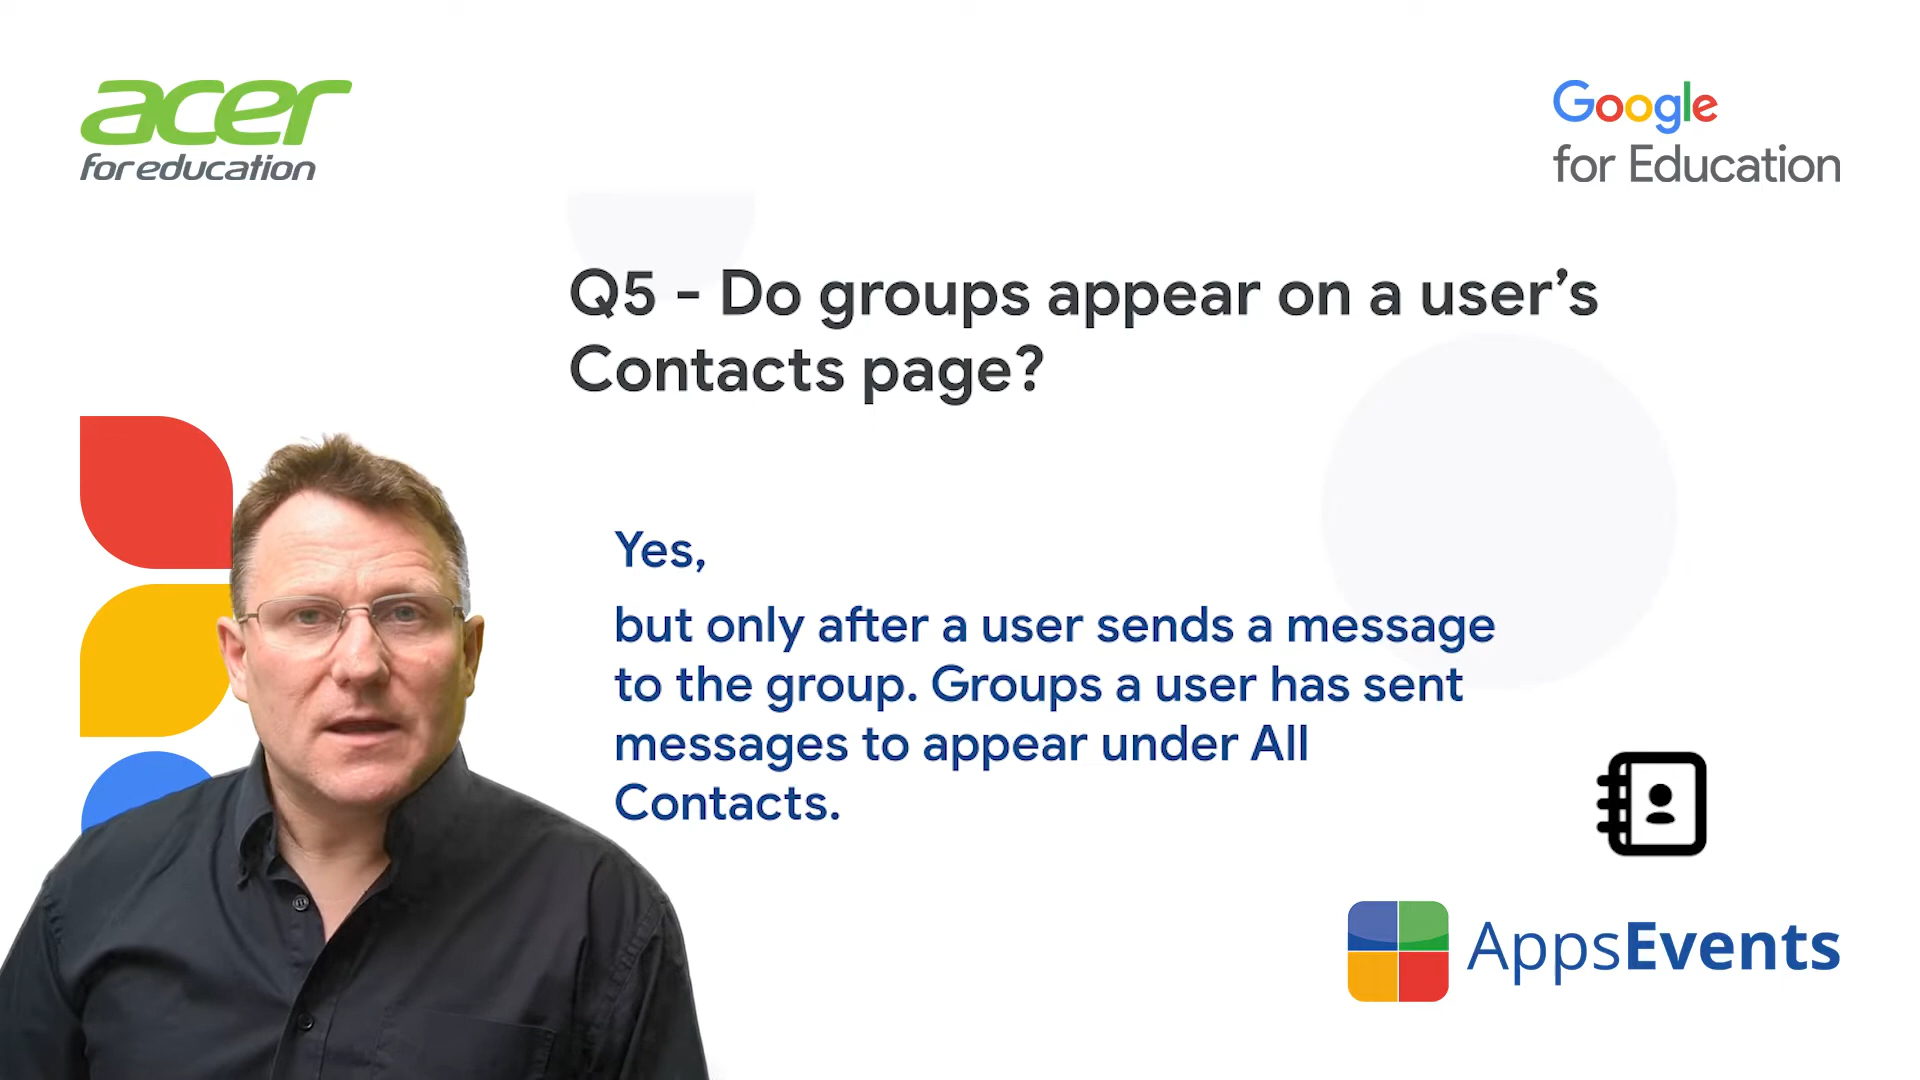 acer
for education
Google
for Education
Q5 - Do groups appear on a user’s
Contacts page?
Yes,
but only after a user sends a message
to the group. Groups a user has sent
messages to appear under All
Contacts.
AppsEvents